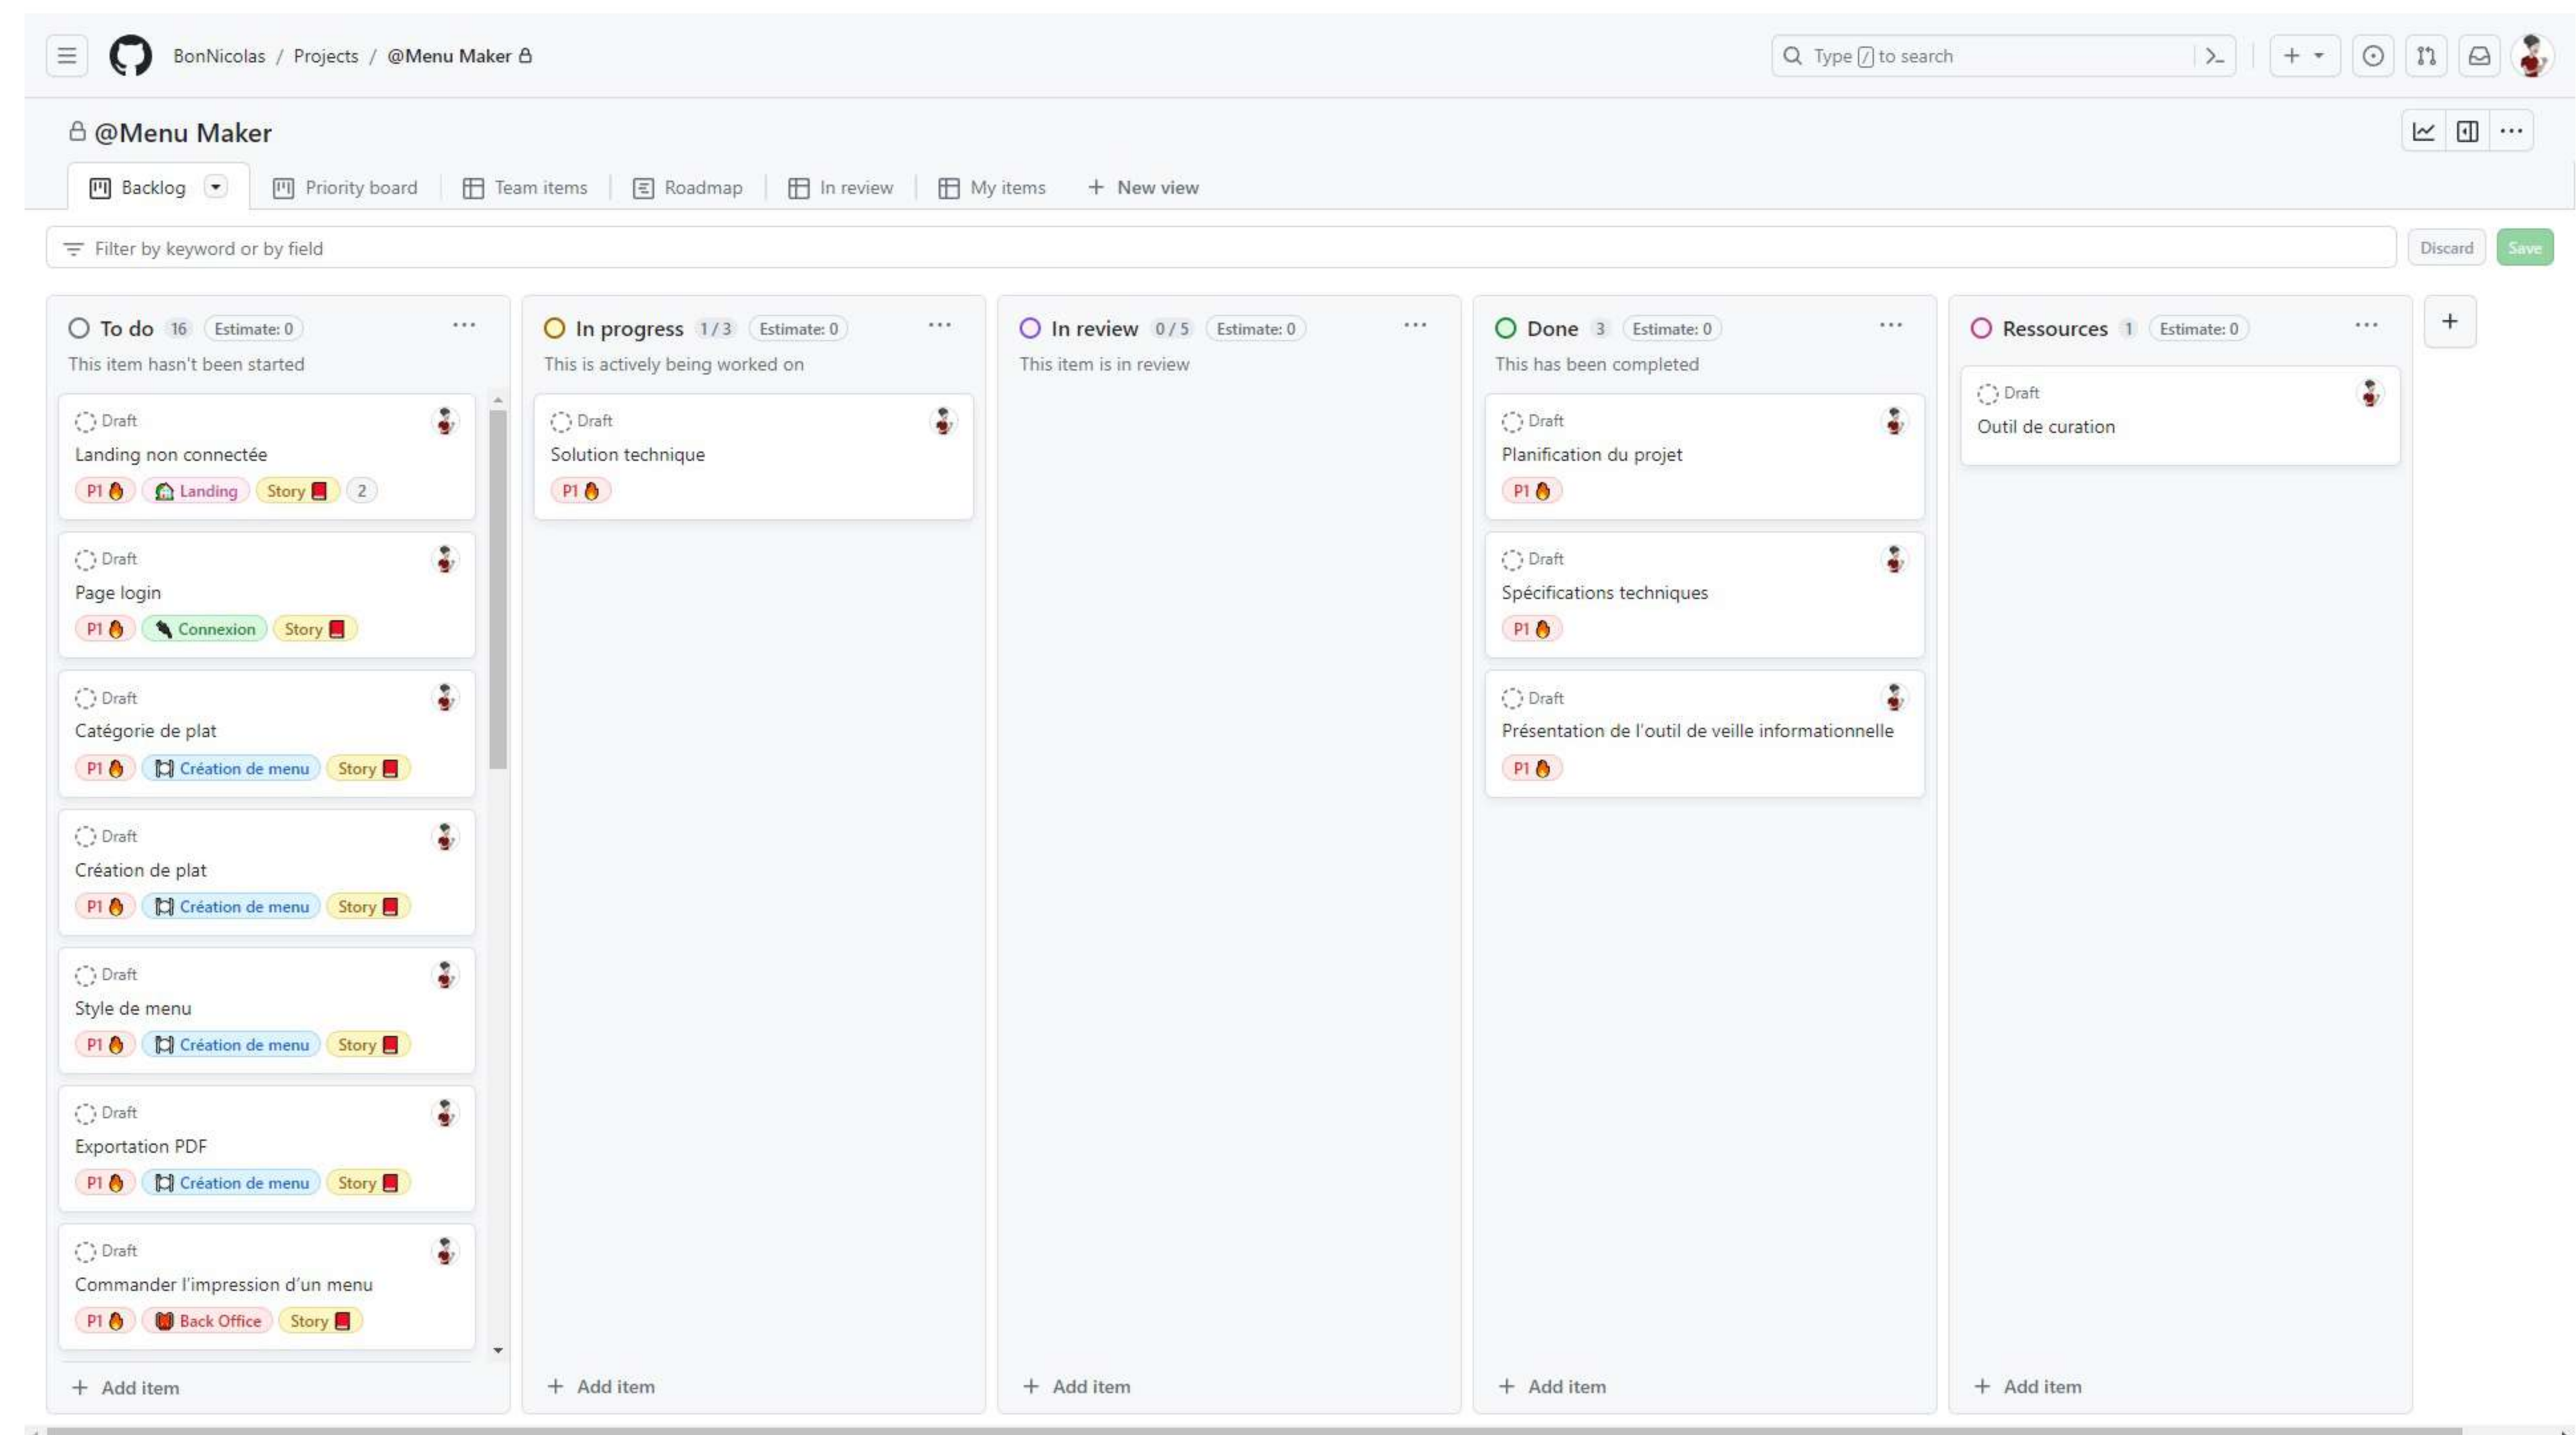 BonNicolas / Projects / @Menu Maker
Type / to search
@Menu Maker
Backlog
Priority board
Team items
Roadmap
In review
My items
+ New view
Filter by keyword or by field
Discard
Save
To do 16 Estimate: 0
This item hasn't been started
Draft
Landing non connectée
P1 Landing Story 2
Draft
Page login
P1 Connexion Story
Draft
Catégorie de plat
P1 Création de menu Story
Draft
Création de plat
P1 Création de menu Story
Draft
Style de menu
P1 Création de menu Story
Draft
Exportation PDF
P1 Création de menu Story
Draft
Commander l'impression d'un menu
P1 Back Office Story
+ Add item
In progress 1 / 3 Estimate: 0
This is actively being worked on
Draft
Solution technique
P1
+ Add item
In review 0 / 5 Estimate: 0
This item is in review
+ Add item
Done 3 Estimate: 0
This has been completed
Draft
Planification du projet
P1
Draft
Spécifications techniques
P1
Draft
Présentation de l'outil de veille informationnelle
P1
+ Add item
Ressources 1 Estimate: 0
Draft
Outil de curation
+ Add item